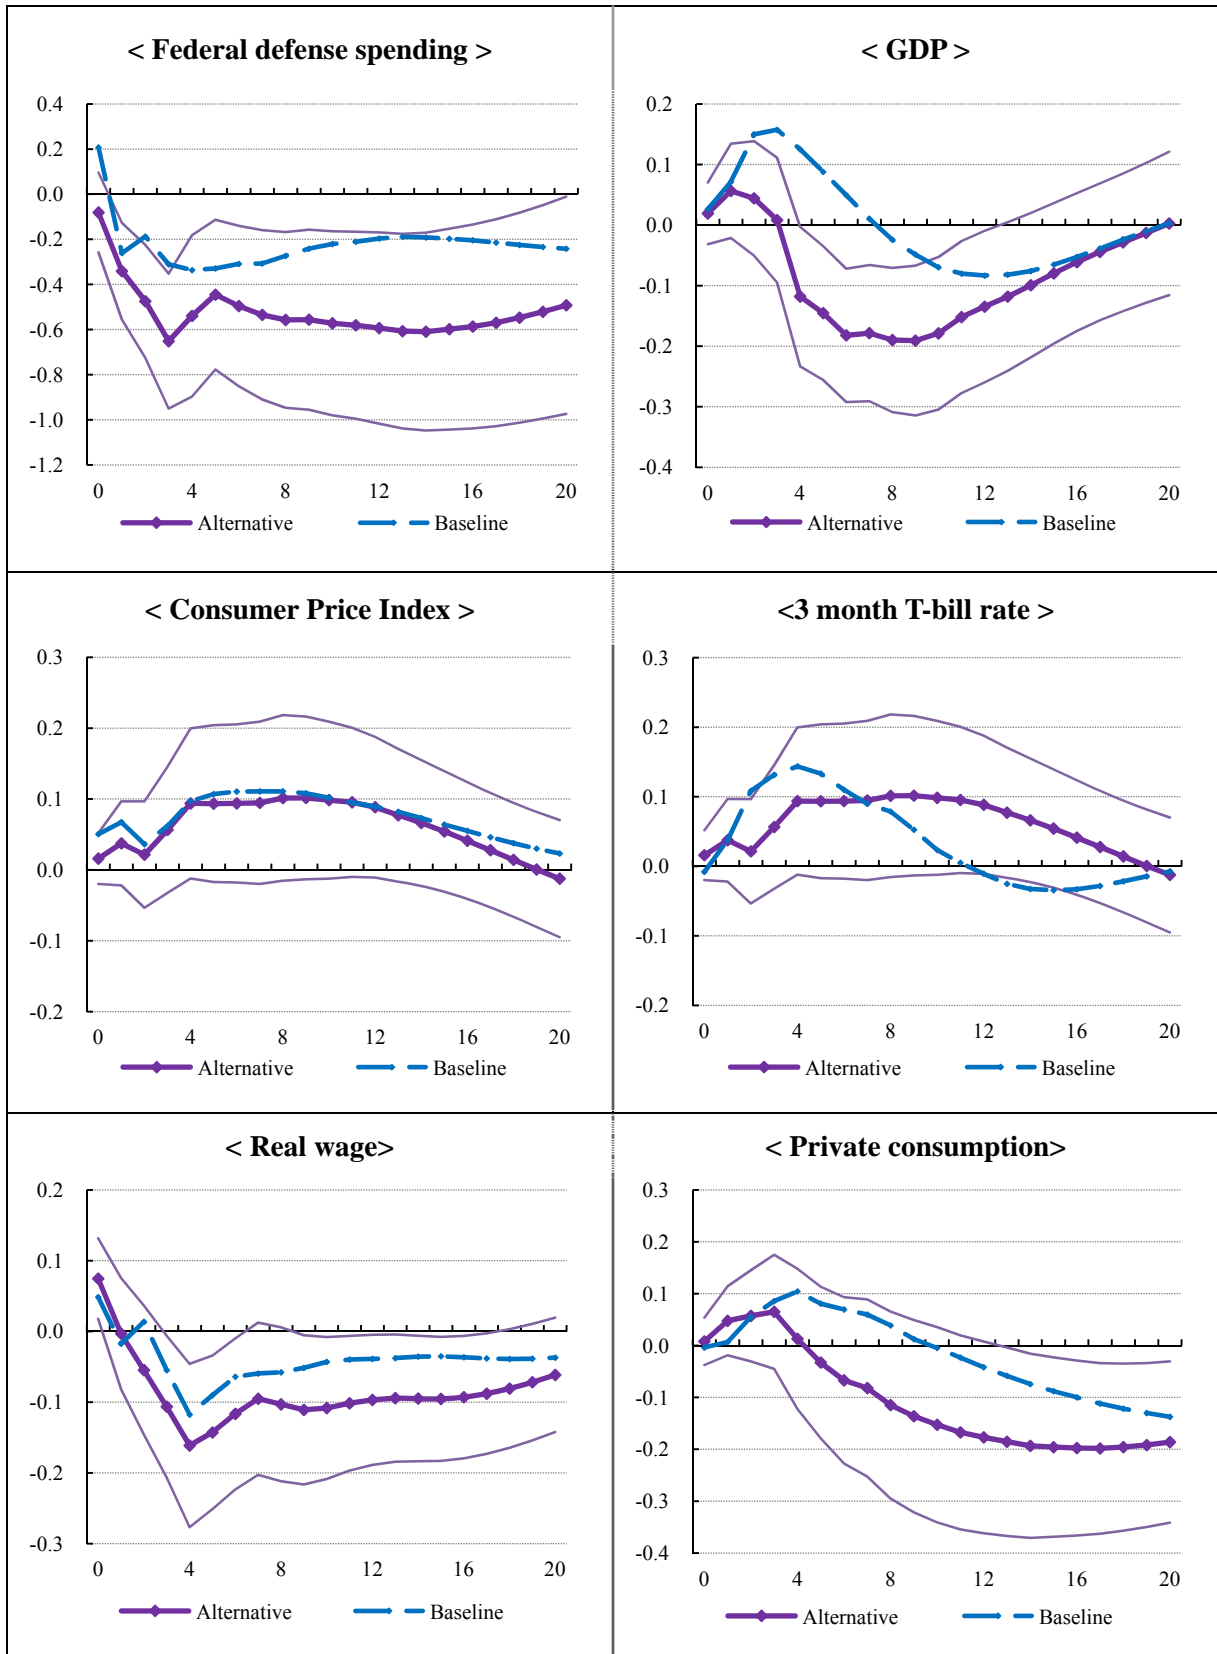 < Federal defense spending >
0.4
0.2
0.0
-0.2
-0.4
-0.6
-0.8
-1.0
-1.2
0 4 8 12 16 20
Alternative Baseline
< GDP >
0.2
0.1
0.0
-0.1
-0.2
-0.3
-0.4
0 4 8 12 16 20
Alternative Baseline
< Consumer Price Index >
0.3
0.2
0.1
0.0
-0.1
-0.2
0 4 8 12 16 20
Alternative Baseline
<3 month T-bill rate >
0.3
0.2
0.1
0.0
-0.1
-0.2
0 4 8 12 16 20
Alternative Baseline
< Real wage>
0.2
0.1
0.0
-0.1
-0.2
-0.3
0 4 8 12 16 20
Alternative Baseline
< Private consumption>
0.3
0.2
0.1
0.0
-0.1
-0.2
-0.3
-0.4
0 4 8 12 16 20
Alternative Baseline